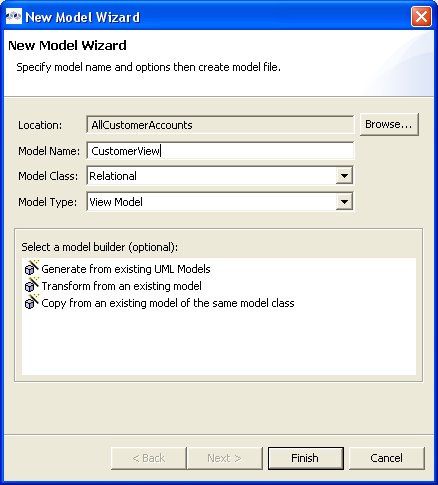 New Model Wizard
New Model Wizard
Specify model name and options then create model file.
Location: AllCustomerAccounts Browse...
Model Name: CustomerView
Model Class: Relational
Model Type: View Model
Select a model builder (optional):
Generate from existing UML Models
Transform from an existing model
Copy from an existing model of the same model class
< Back Next > Finish Cancel